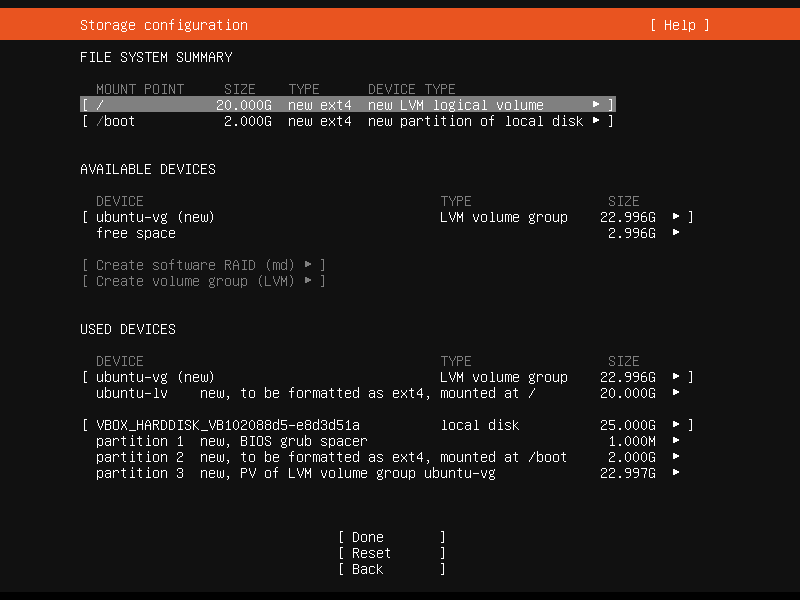 Storage configuration [ Help ]
FILE SYSTEM SUMMARY
MOUNT POINT SIZE TYPE DEVICE TYPE
[ / 20.000G new ext4 new LVM logical volume ▸ ]
[ /boot 2.000G new ext4 new partition of local disk ▸ ]
AVAILABLE DEVICES
DEVICE TYPE SIZE
[ ubuntu-vg (new) LVM volume group 22.996G ▸ ]
free space 2.996G ▸
[ Create software RAID (md) ▸ ]
[ Create volume group (LVM) ▸ ]
USED DEVICES
DEVICE TYPE SIZE
[ ubuntu-vg (new) LVM volume group 22.996G ▸ ]
ubuntu-lv new, to be formatted as ext4, mounted at / 20.000G ▸
[ VBOX_HARDDISK_VB102088d5-e8d3d51a local disk 25.000G ▸ ]
partition 1 new, BIOS grub spacer 1.000M ▸
partition 2 new, to be formatted as ext4, mounted at /boot 2.000G ▸
partition 3 new, PV of LVM volume group ubuntu-vg 22.997G ▸
[ Done ]
[ Reset ]
[ Back ]